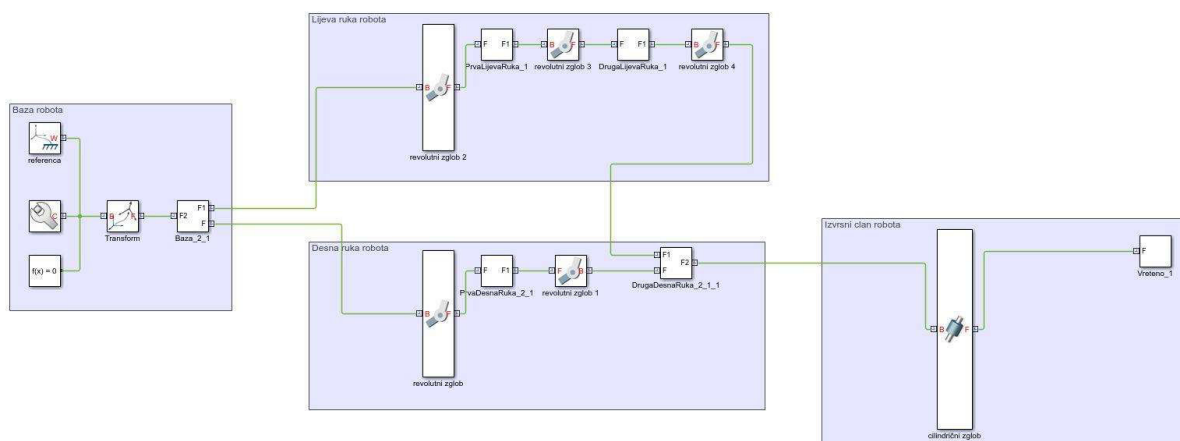 Baza robota
W
referenca
C
f(x) = 0
B F
Transform
F2 F1 F
Baza_2_1
Lijeva ruka robota
B F
revolutni zglob 2
F F1
PrvaLijevaRuka_1
B F
revolutni zglob 3
F F1
DrugaLijevaRuka_1
B F
revolutni zglob 4
Desna ruka robota
B F
revolutni zglob
F F1
PrvaDesnaRuka_2_1
F B
revolutni zglob 1
F1 F F2
DrugaDesnaRuka_2_1_1
Izvrsni clan robota
B F
cilindrični zglob
F
Vreteno_1